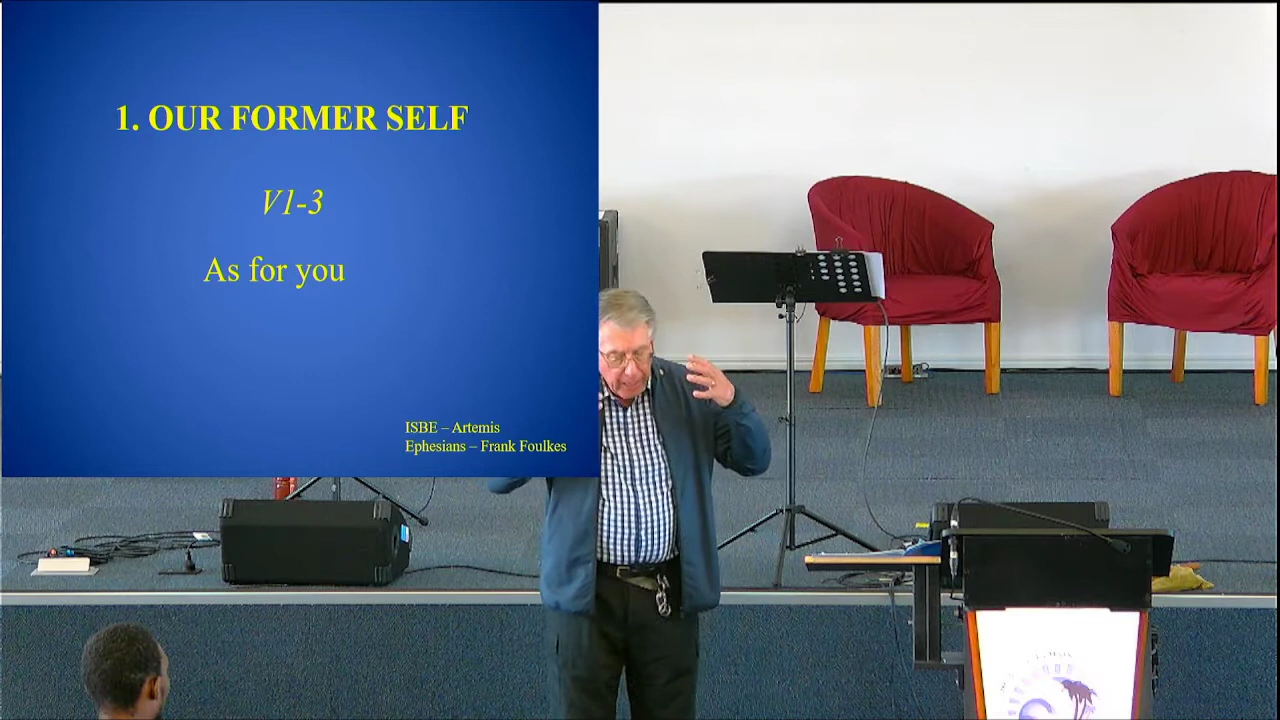 1. OUR FORMER SELF
V1-3
As for you
ISBE – Artemis
Ephesians – Frank Foulkes